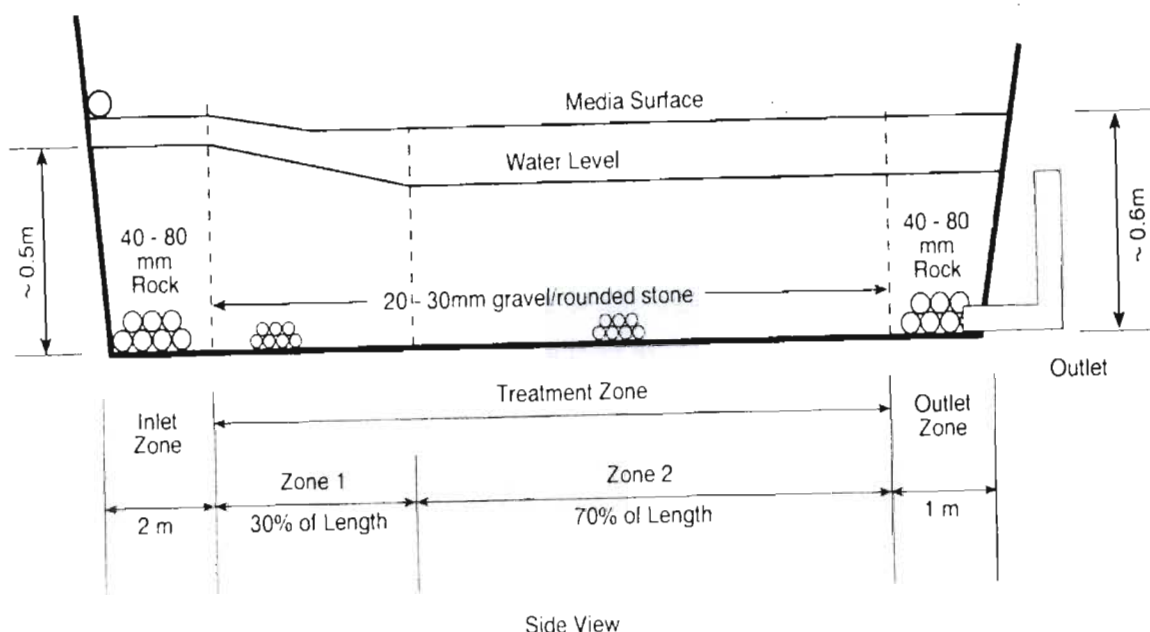 Media Surface
Water Level
~ 0.5m
~ 0.6m
40 - 80
mm
Rock
40 - 80
mm
Rock
20 - 30mm gravel/rounded stone
Outlet
Treatment Zone
Inlet
Zone
Outlet
Zone
Zone 1
Zone 2
2 m
30% of Length
70% of Length
1 m
Side View